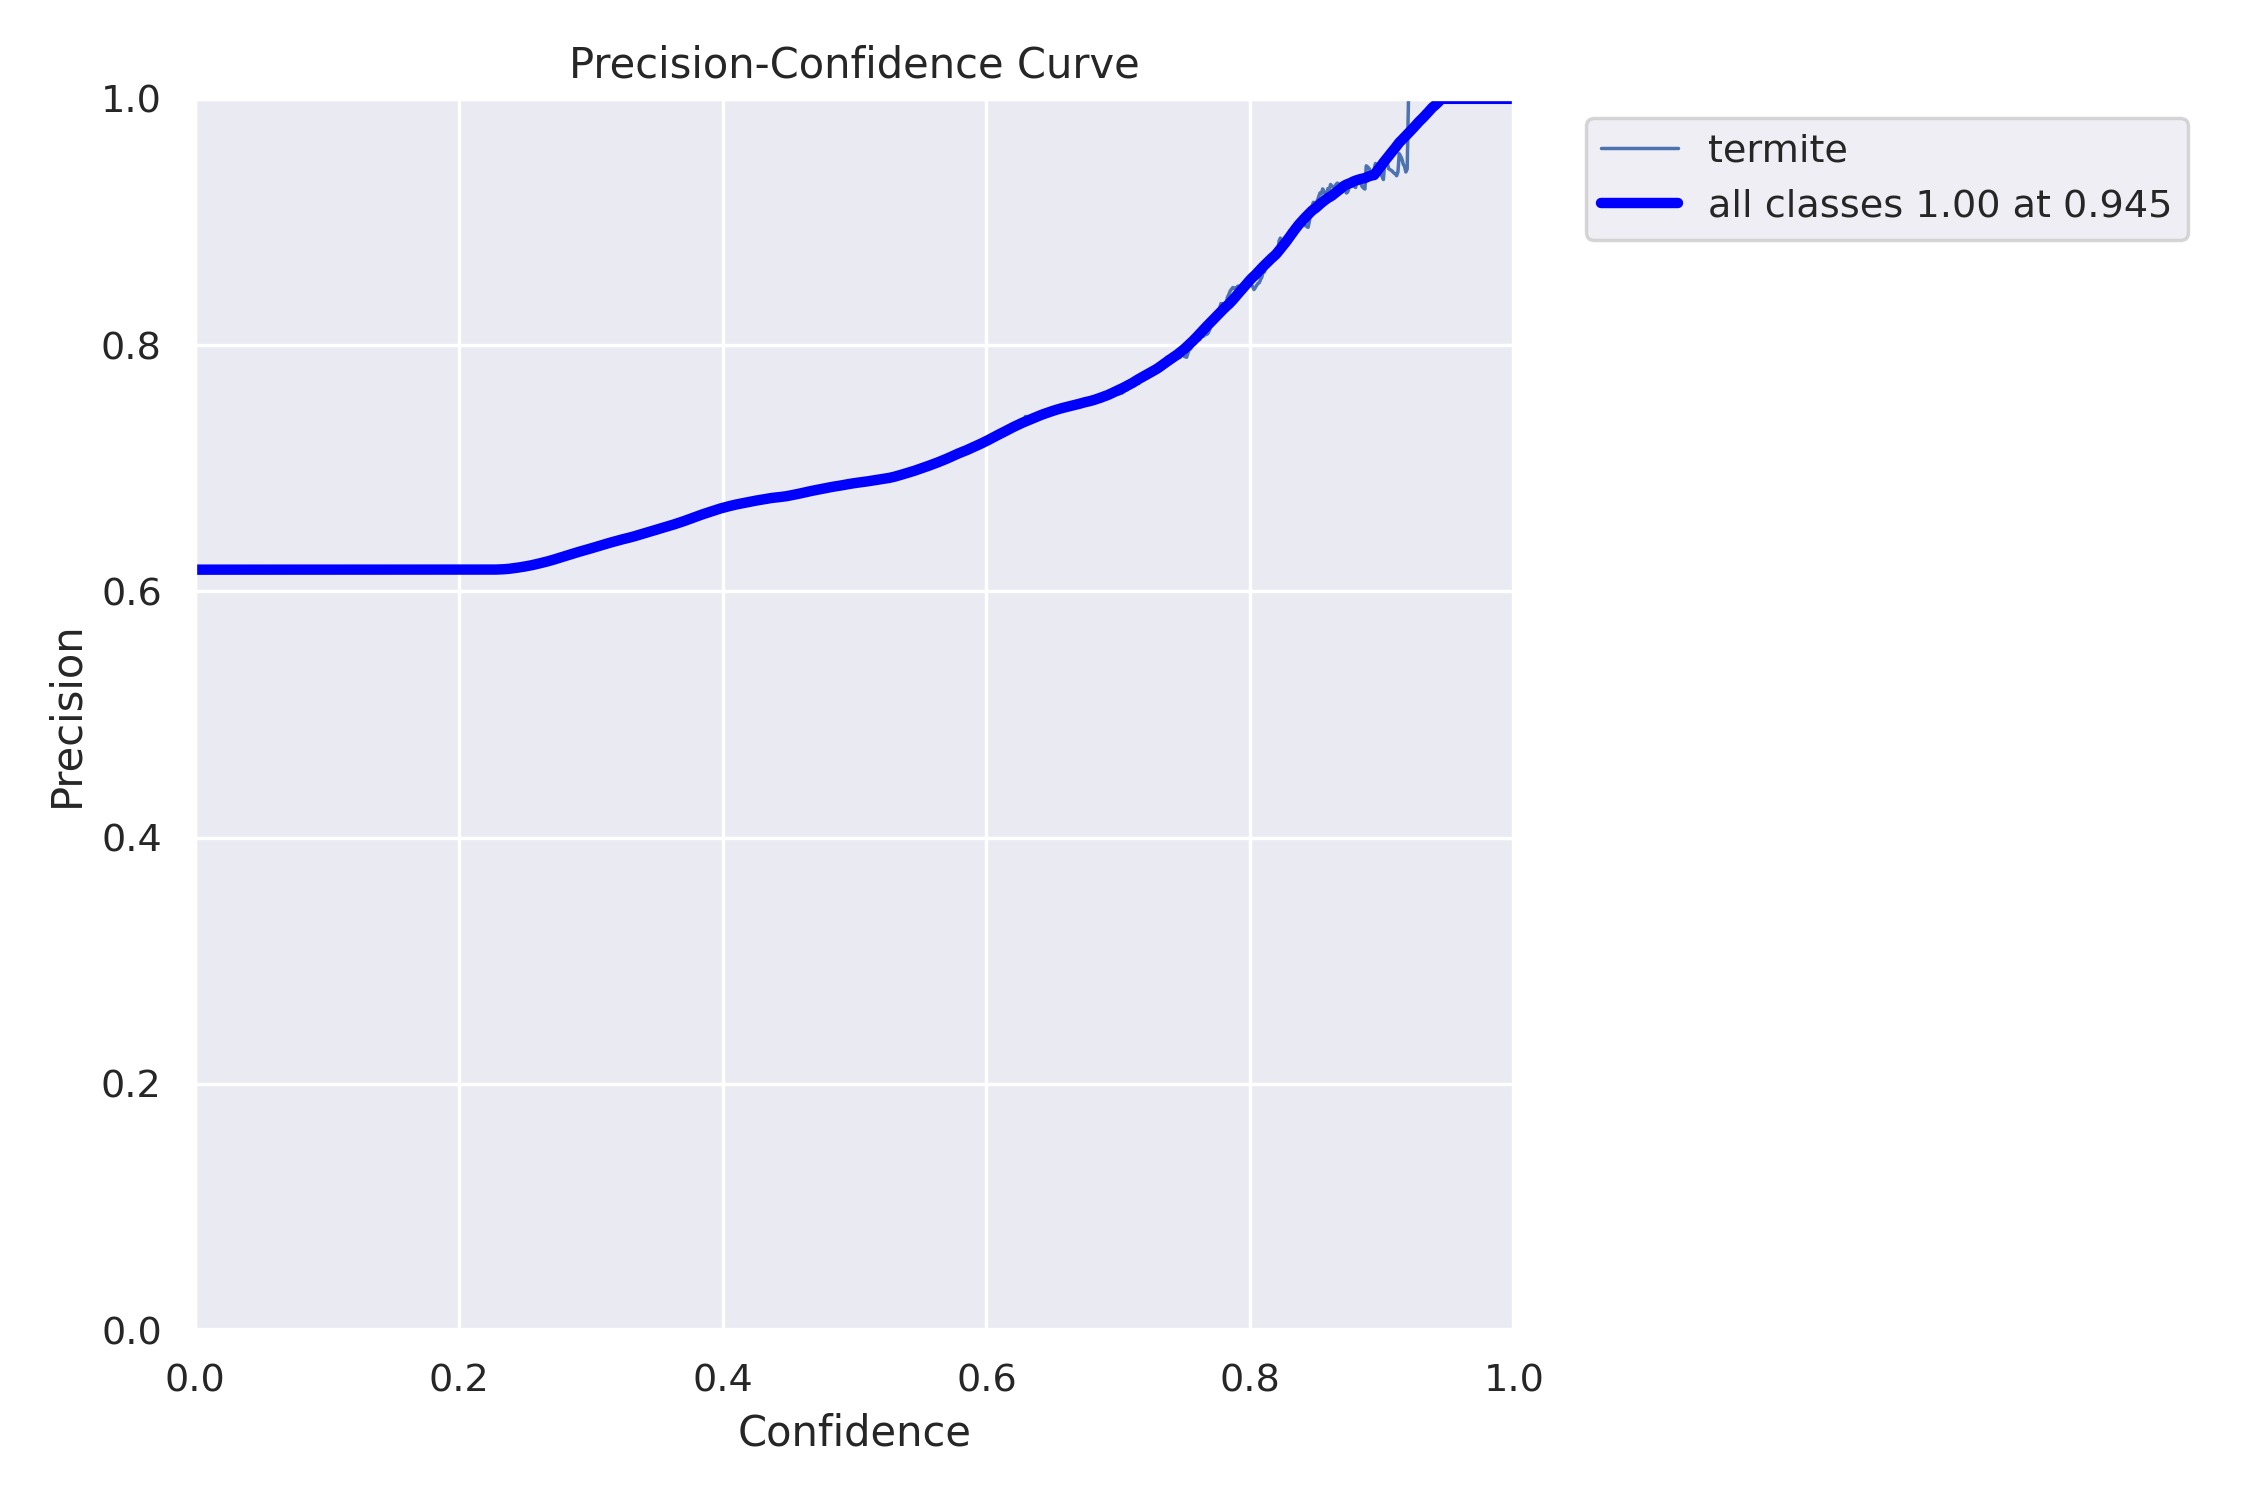 Precision-Confidence Curve
1.0
0.8
0.6
0.4
0.2
0.0
Precision
0.0 0.2 0.4 0.6 0.8 1.0
Confidence
termite
all classes 1.00 at 0.945